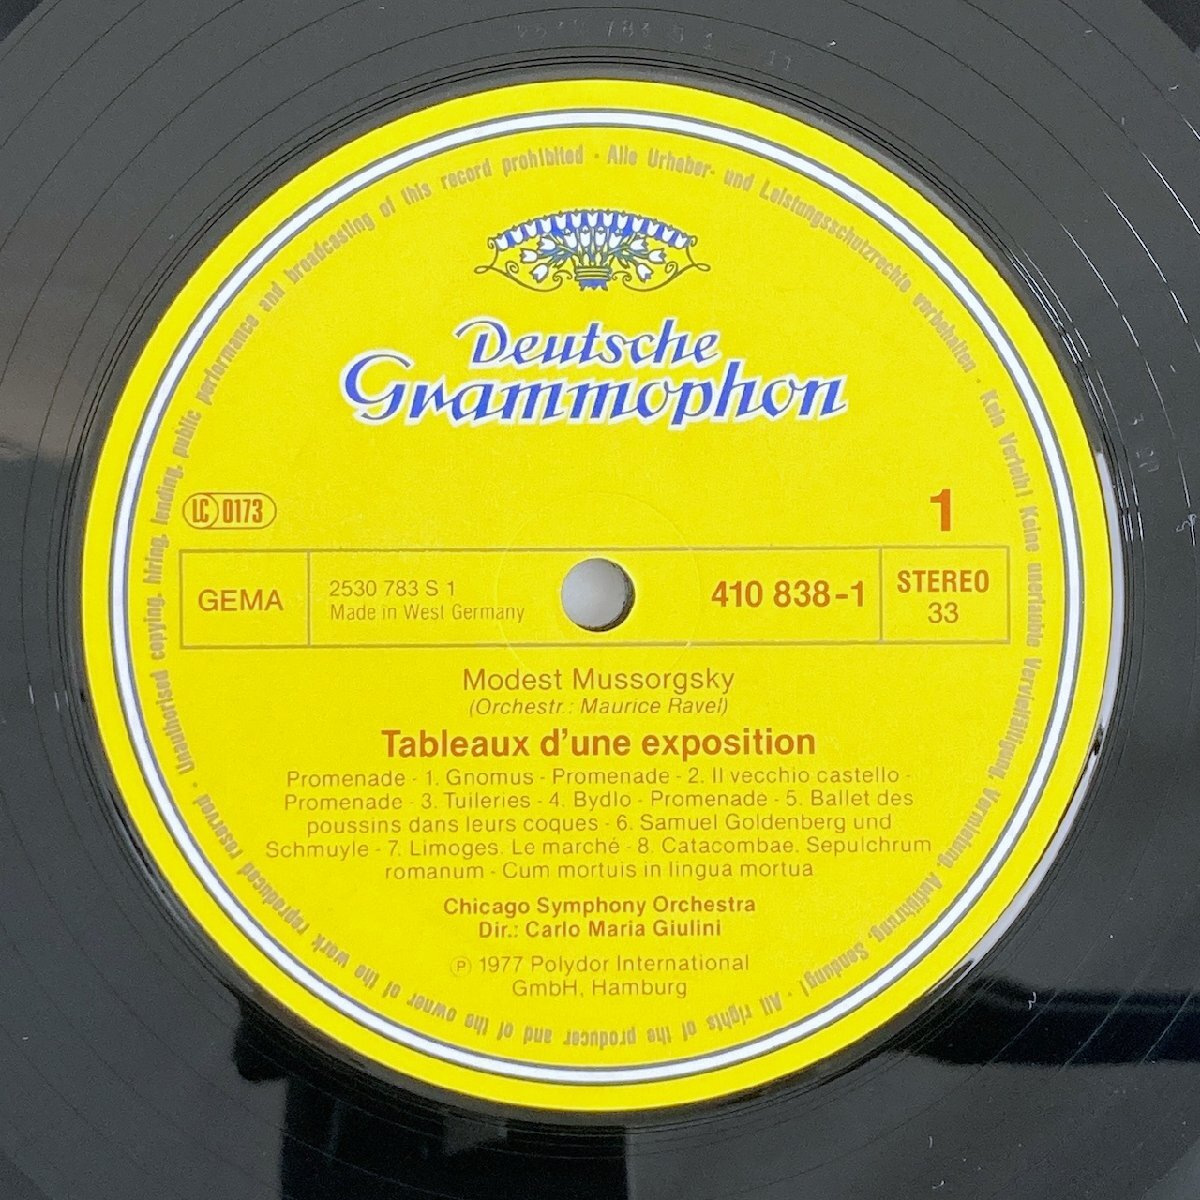 Unauthorised copying, hiring, lending, public performance and broadcasting of this record prohibited · Alle Urheber- und Leistungsschutzrechte vorbehalten · Kein Verleih! Keine unerlaubte Vervielfältigung, Vermietung, Aufführung, Sendung! · All rights of the producer and of the owner of the work reproduced reserved ·
Deutsche
Grammophon
LC 0173
1
GEMA
2530 783 S 1
Made in West Germany
410 838-1
STEREO
33
Modest Mussorgsky
(Orchestr.: Maurice Ravel)
Tableaux d'une exposition
Promenade - 1. Gnomus - Promenade - 2. Il vecchio castello -
Promenade - 3. Tuileries - 4. Bydlo - Promenade - 5. Ballet des
poussins dans leurs coques - 6. Samuel Goldenberg und
Schmuyle - 7. Limoges. Le marché - 8. Catacombae. Sepulchrum
romanum - Cum mortuis in lingua mortua
Chicago Symphony Orchestra
Dir.: Carlo Maria Giulini
℗ 1977 Polydor International
GmbH, Hamburg